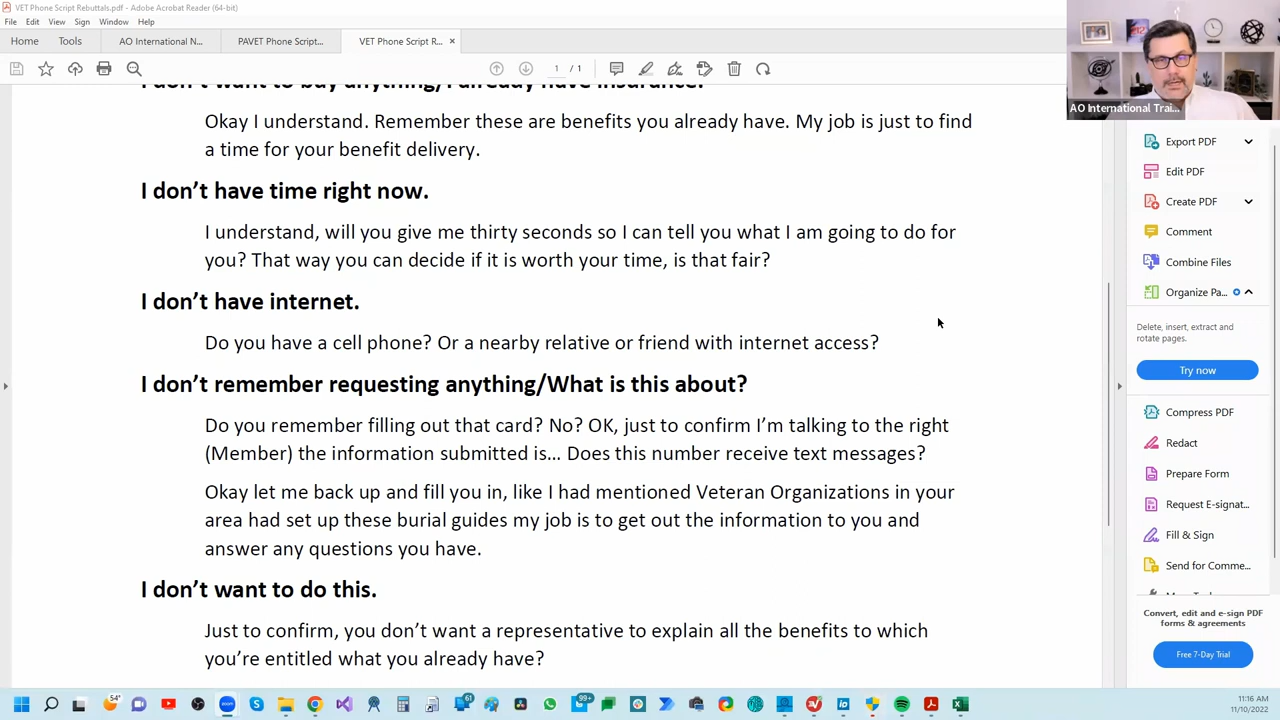 VET Phone Script Rebuttals.pdf - Adobe Acrobat Reader (64-bit)
File Edit View Sign Window Help
Home Tools AO International N... PAVET Phone Script... VET Phone Script R... ×
1 / 1
AO International Trai...
I don't want to buy anything/I already have insurance.
Okay I understand. Remember these are benefits you already have. My job is just to find
a time for your benefit delivery.
I don't have time right now.
I understand, will you give me thirty seconds so I can tell you what I am going to do for
you? That way you can decide if it is worth your time, is that fair?
I don't have internet.
Do you have a cell phone? Or a nearby relative or friend with internet access?
I don't remember requesting anything/What is this about?
Do you remember filling out that card? No? OK, just to confirm I'm talking to the right
(Member) the information submitted is... Does this number receive text messages?
Okay let me back up and fill you in, like I had mentioned Veteran Organizations in your
area had set up these burial guides my job is to get out the information to you and
answer any questions you have.
I don't want to do this.
Just to confirm, you don't want a representative to explain all the benefits to which
you're entitled what you already have?
Export PDF
Edit PDF
Create PDF
Comment
Combine Files
Organize Pa...
Delete, insert, extract and
rotate pages.
Try now
Compress PDF
Redact
Prepare Form
Request E-signat...
Fill & Sign
Send for Comme...
Convert, edit and e-sign PDF
forms & agreements
Free 7-Day Trial
54°
61
99+
11:16 AM
11/10/2022